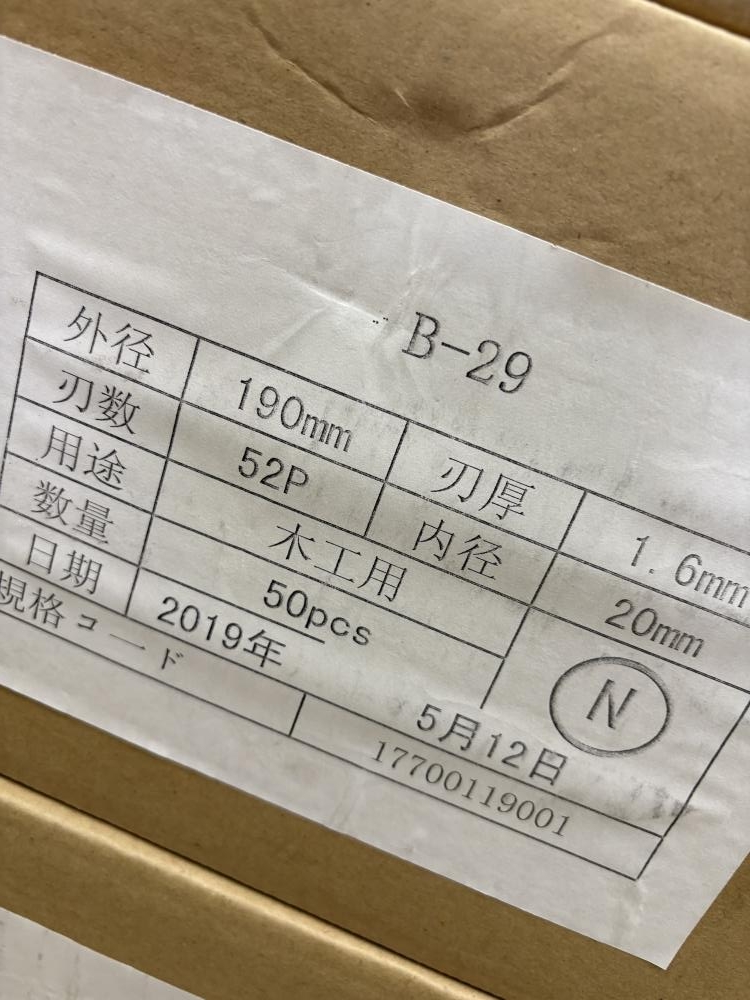 B-29
外径 190mm 刃厚 1.6mm
刃数 52P 内径 20mm
用途 木工用
数量 50pcs N
日期 2019年 5月12日
規格コード 17700119001